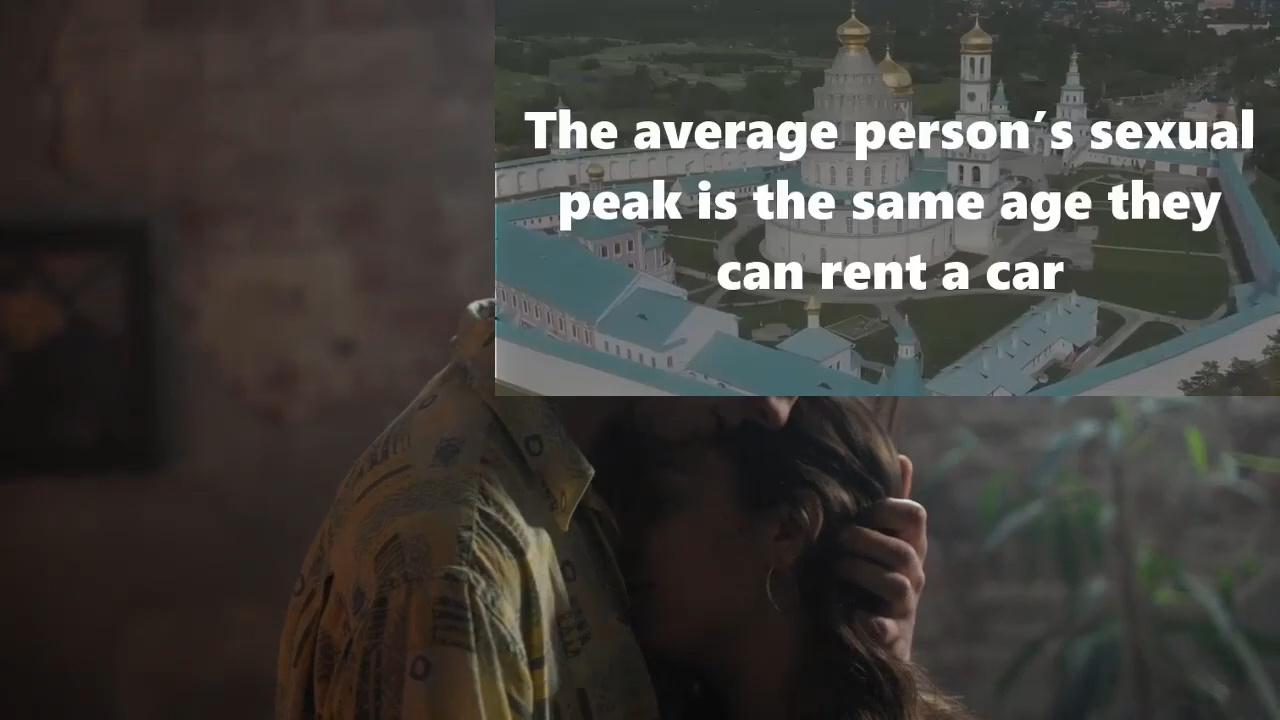 The average person′s sexual
peak is the same age they
can rent a car